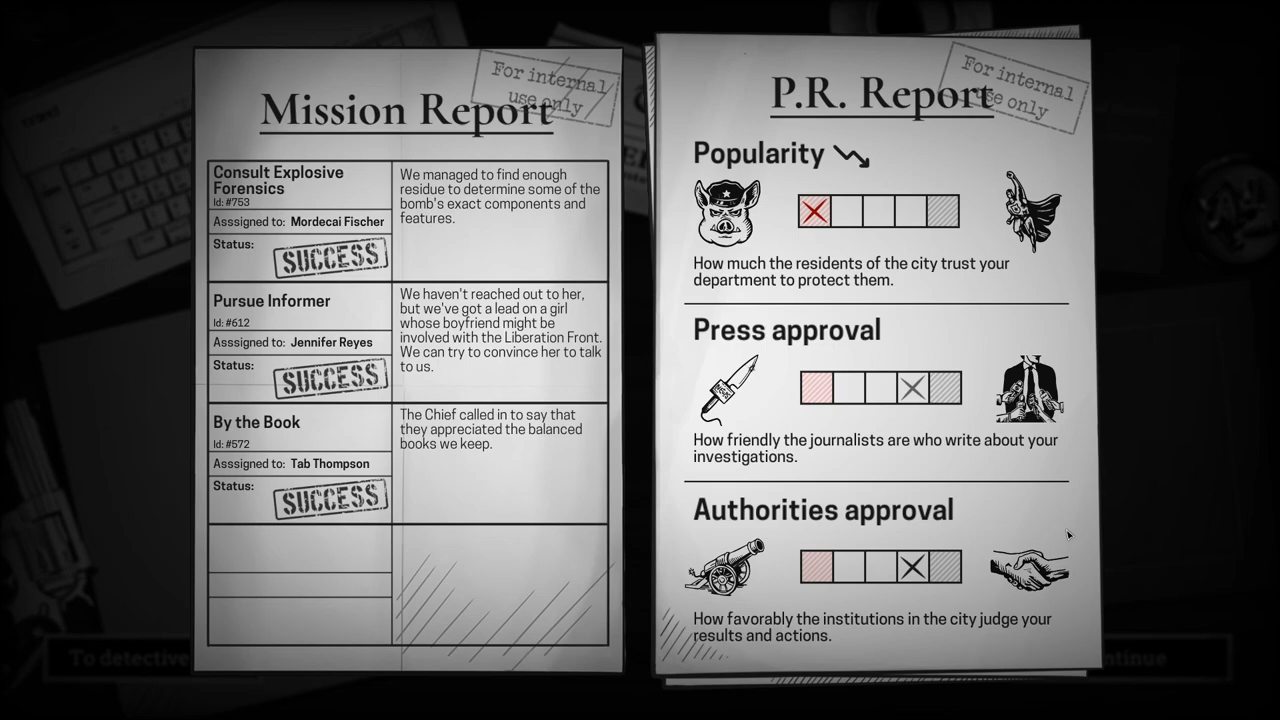 For internal
use only
Mission Report
Consult Explosive
Forensics
Id: #753
Asssigned to: Mordecai Fischer
Status:
SUCCESS
We managed to find enough
residue to determine some of the
bomb's exact components and
features.
Pursue Informer
Id: #612
Asssigned to: Jennifer Reyes
Status:
SUCCESS
We haven't reached out to her,
but we've got a lead on a girl
whose boyfriend might be
involved with the Liberation Front.
We can try to convince her to talk
to us.
By the Book
Id: #572
Asssigned to: Tab Thompson
Status:
SUCCESS
The Chief called in to say that
they appreciated the balanced
books we keep.
To detective
For internal
use only
P.R. Report
Popularity
How much the residents of the city trust your
department to protect them.
Press approval
How friendly the journalists are who write about your
investigations.
Authorities approval
How favorably the institutions in the city judge your
results and actions.
ntinue